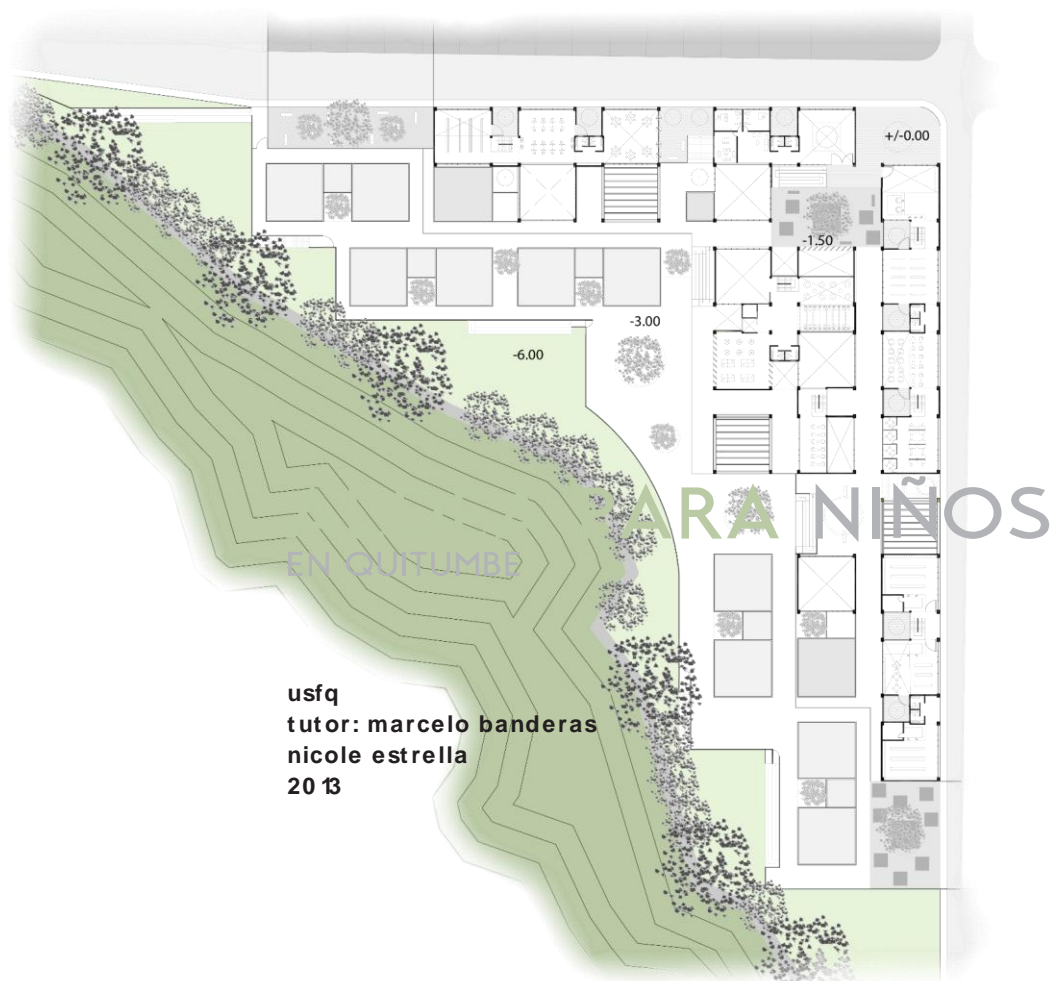 +/-0.00
-1.50
-3.00
-6.00
PARA NIÑOS
EN QUITUMBE
usfq
tutor: marcelo banderas
nicole estrella
2013